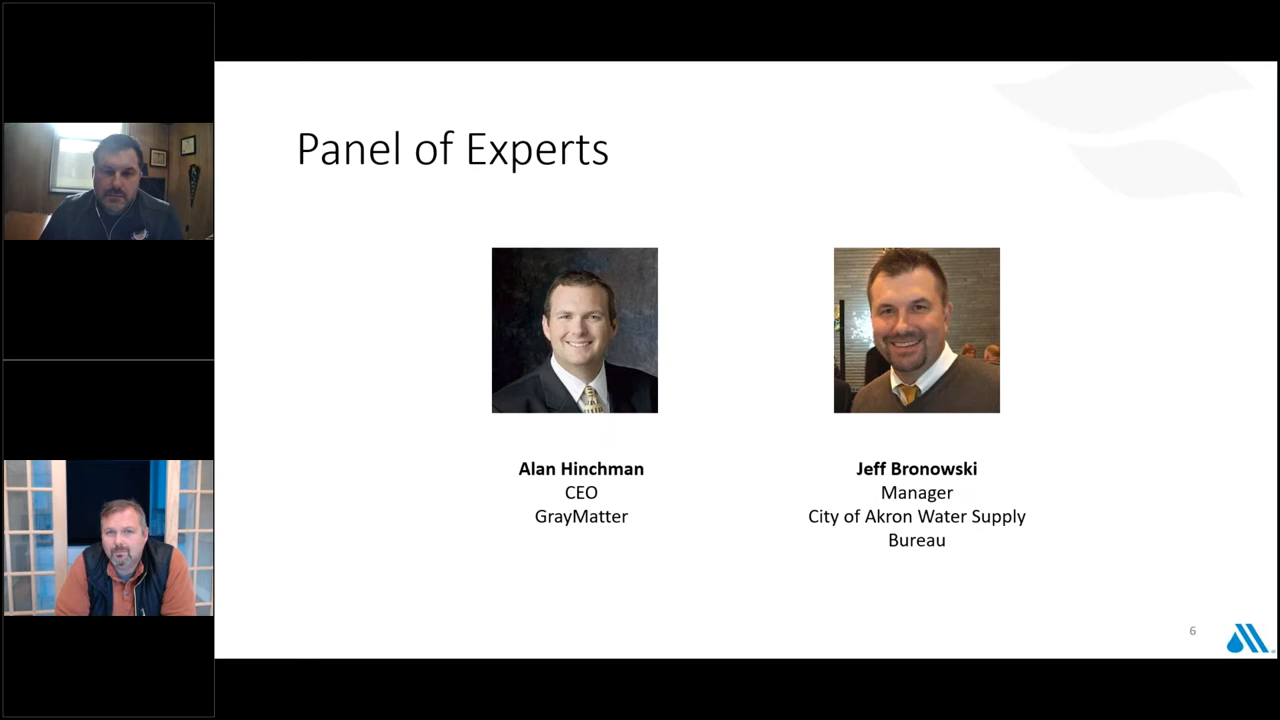 Panel of Experts
Alan Hinchman
CEO
GrayMatter
Jeff Bronowski
Manager
City of Akron Water Supply
Bureau
6